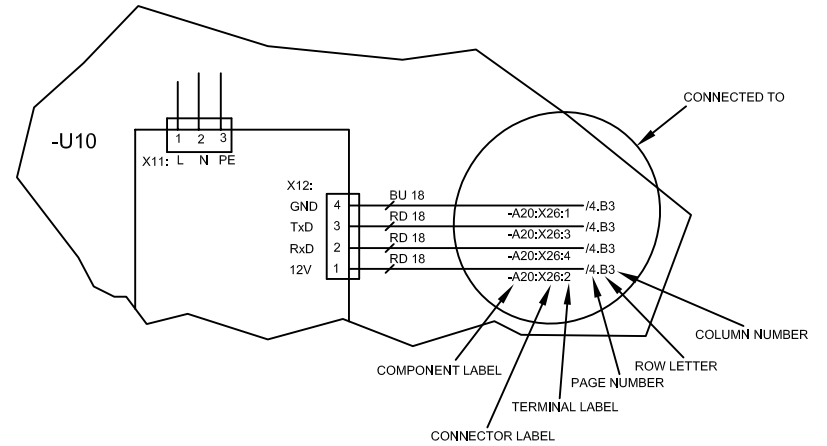 CONNECTED TO
-U10
1 2 3
X11: L N PE
X12:
GND 4 BU 18 /4.B3
-A20:X26:1
TxD 3 RD 18 /4.B3
-A20:X26:3
RxD 2 RD 18 /4.B3
-A20:X26:4
12V 1 RD 18 /4.B3
-A20:X26:2
COLUMN NUMBER
ROW LETTER
COMPONENT LABEL
PAGE NUMBER
TERMINAL LABEL
CONNECTOR LABEL